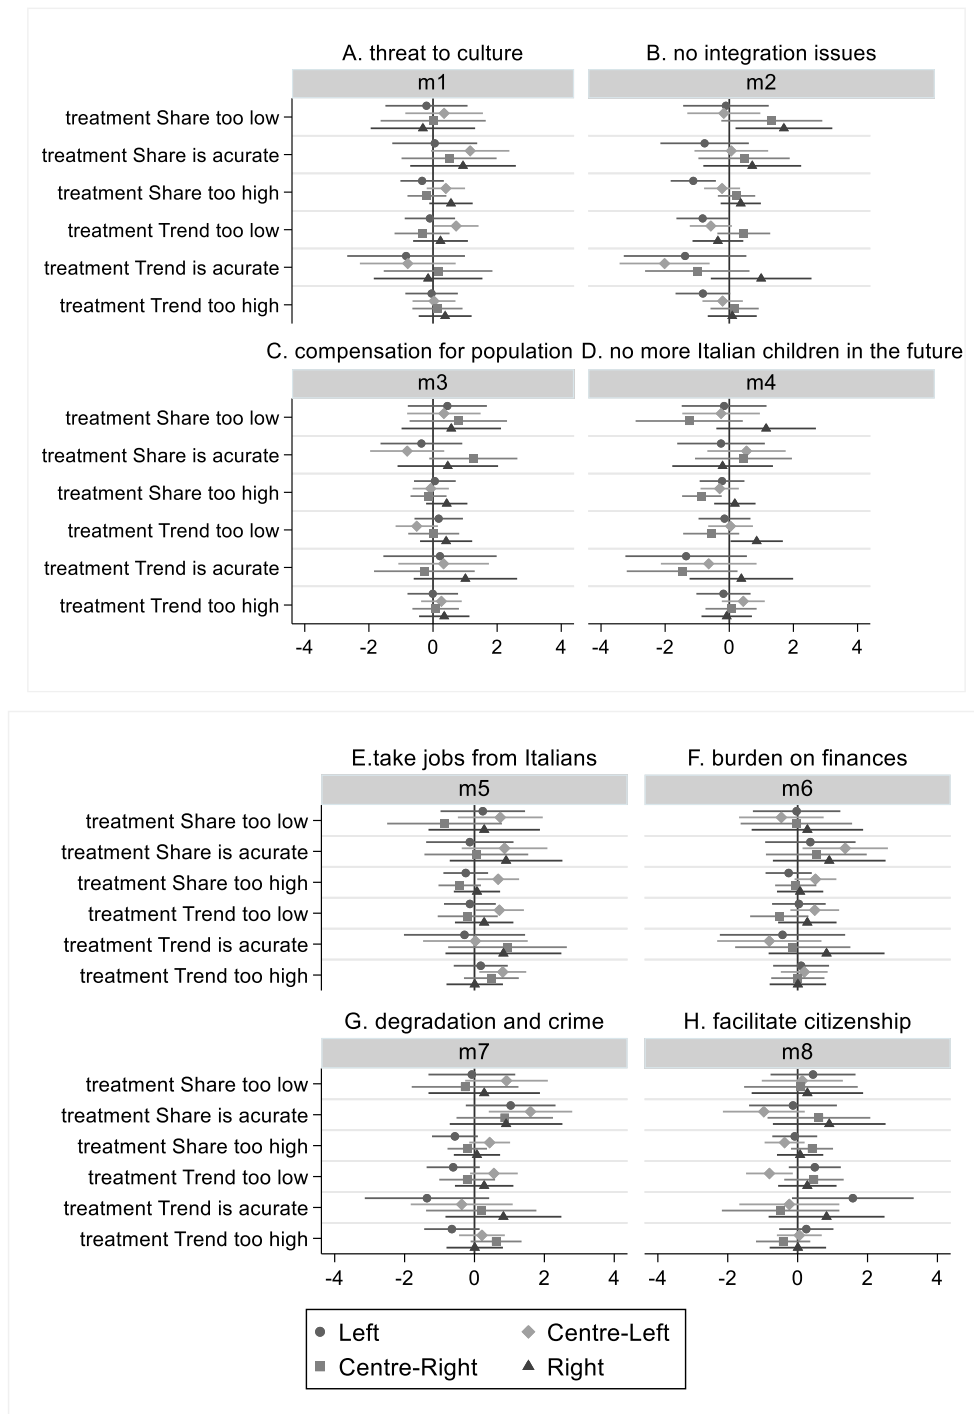 A. threat to culture B. no integration issues
m1 m2
treatment Share too low
treatment Share is acurate
treatment Share too high
treatment Trend too low
treatment Trend is acurate
treatment Trend too high
C. compensation for population D. no more Italian children in the future
m3 m4
treatment Share too low
treatment Share is acurate
treatment Share too high
treatment Trend too low
treatment Trend is acurate
treatment Trend too high
-4 -2 0 2 4 -4 -2 0 2 4
E.take jobs from Italians F. burden on finances
m5 m6
treatment Share too low
treatment Share is acurate
treatment Share too high
treatment Trend too low
treatment Trend is acurate
treatment Trend too high
G. degradation and crime H. facilitate citizenship
m7 m8
treatment Share too low
treatment Share is acurate
treatment Share too high
treatment Trend too low
treatment Trend is acurate
treatment Trend too high
-4 -2 0 2 4 -4 -2 0 2 4
Left Centre-Left
Centre-Right Right